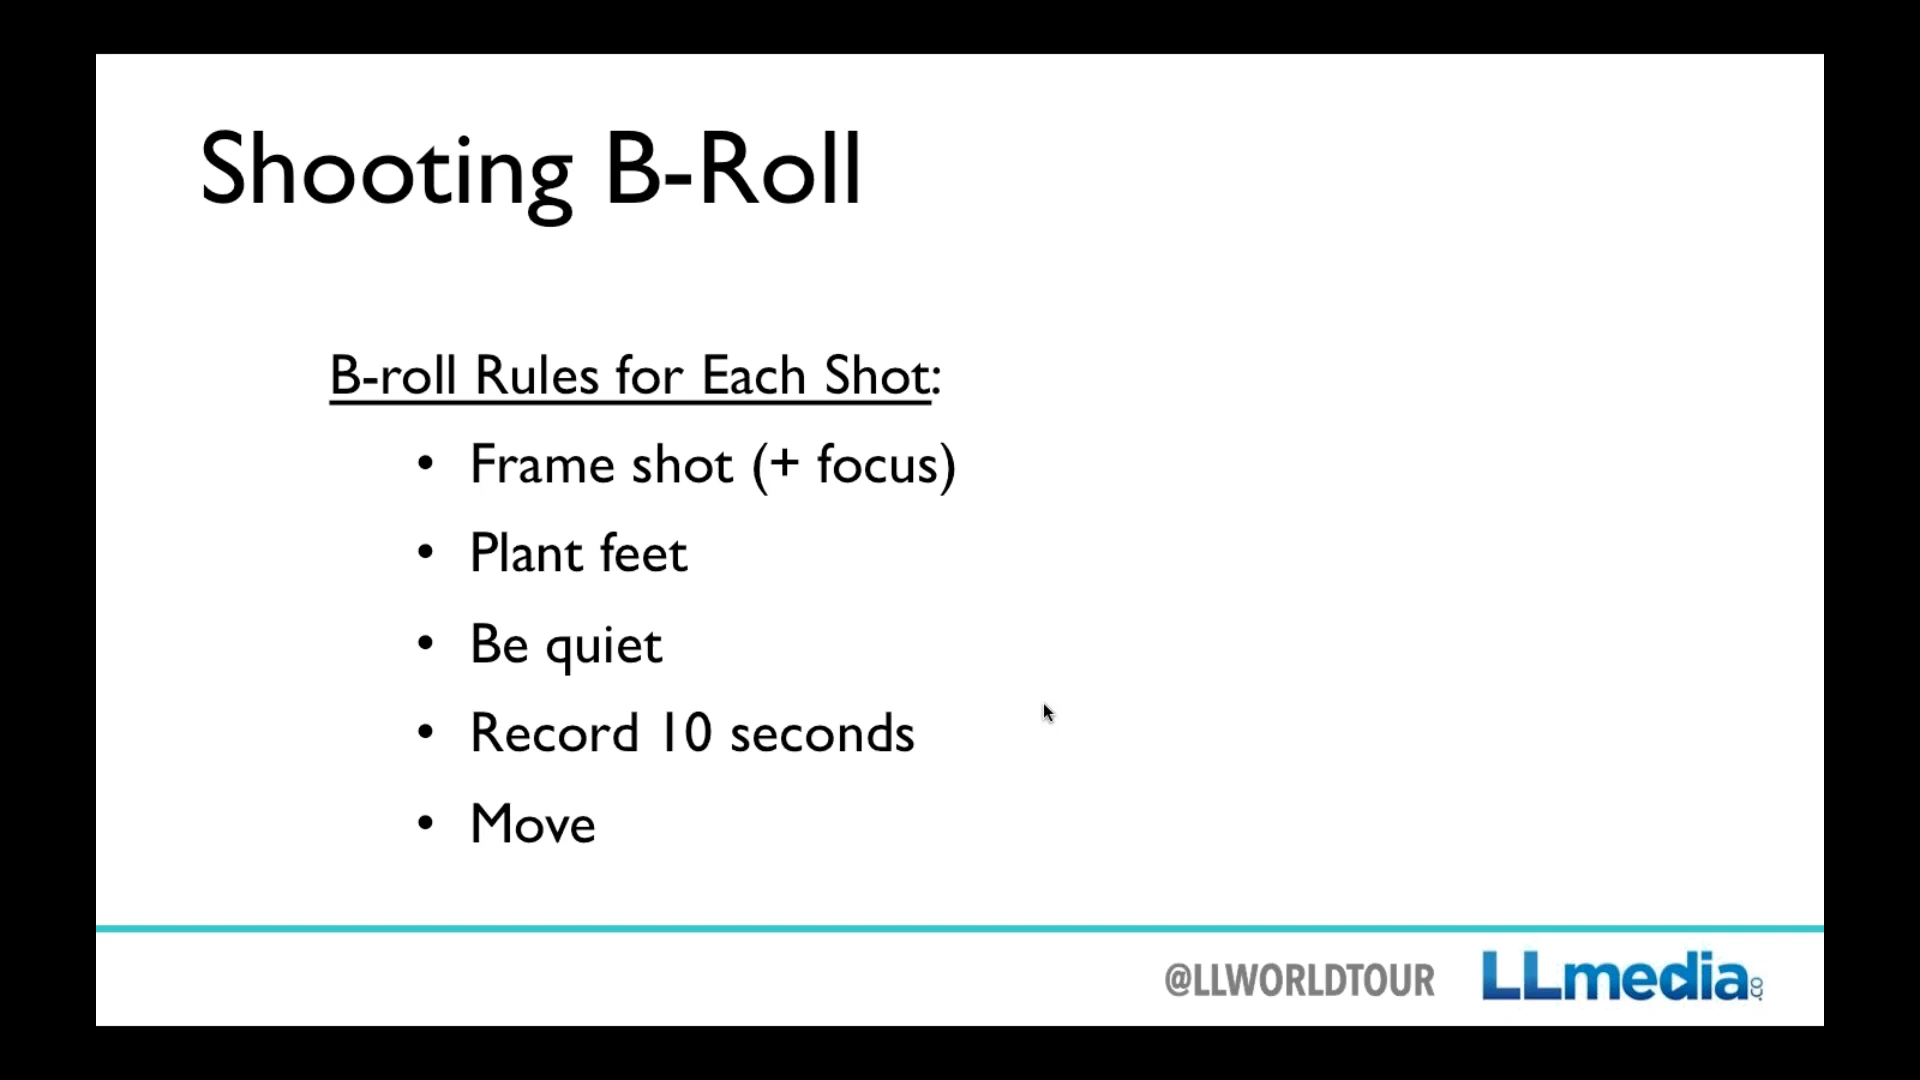 Shooting B-Roll
B-roll Rules for Each Shot:
• Frame shot (+ focus)
• Plant feet
• Be quiet
• Record 10 seconds
• Move
@LLWORLDTOUR LLmedia.co